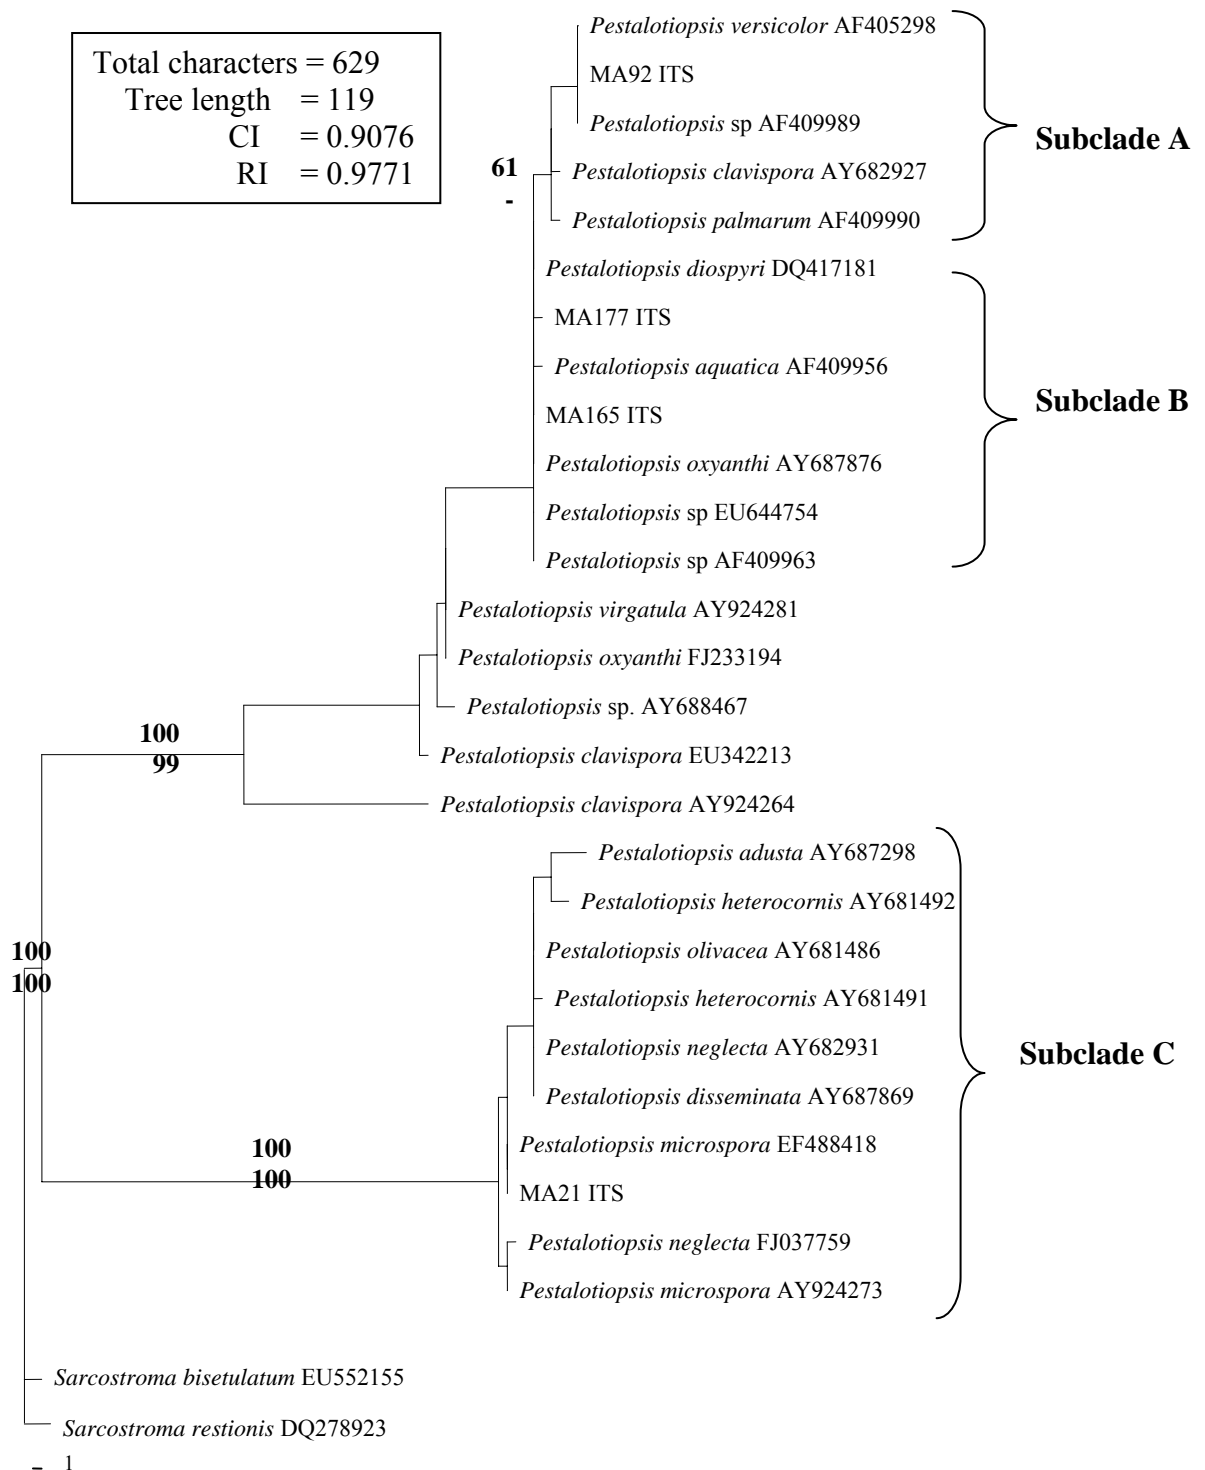 Total characters = 629
Tree length = 119
CI = 0.9076
RI = 0.9771
Pestalotiopsis versicolor AF405298
MA92 ITS
Pestalotiopsis sp AF409989
Subclade A
61
-
Pestalotiopsis clavispora AY682927
Pestalotiopsis palmarum AF409990
Pestalotiopsis diospyri DQ417181
MA177 ITS
Pestalotiopsis aquatica AF409956
Subclade B
MA165 ITS
Pestalotiopsis oxyanthi AY687876
Pestalotiopsis sp EU644754
Pestalotiopsis sp AF409963
Pestalotiopsis virgatula AY924281
Pestalotiopsis oxyanthi FJ233194
Pestalotiopsis sp. AY688467
100
99
Pestalotiopsis clavispora EU342213
Pestalotiopsis clavispora AY924264
Pestalotiopsis adusta AY687298
Pestalotiopsis heterocornis AY681492
100
100
Pestalotiopsis olivacea AY681486
Pestalotiopsis heterocornis AY681491
Pestalotiopsis neglecta AY682931
Subclade C
Pestalotiopsis disseminata AY687869
100
100
Pestalotiopsis microspora EF488418
MA21 ITS
Pestalotiopsis neglecta FJ037759
Pestalotiopsis microspora AY924273
Sarcostroma bisetulatum EU552155
Sarcostroma restionis DQ278923
1